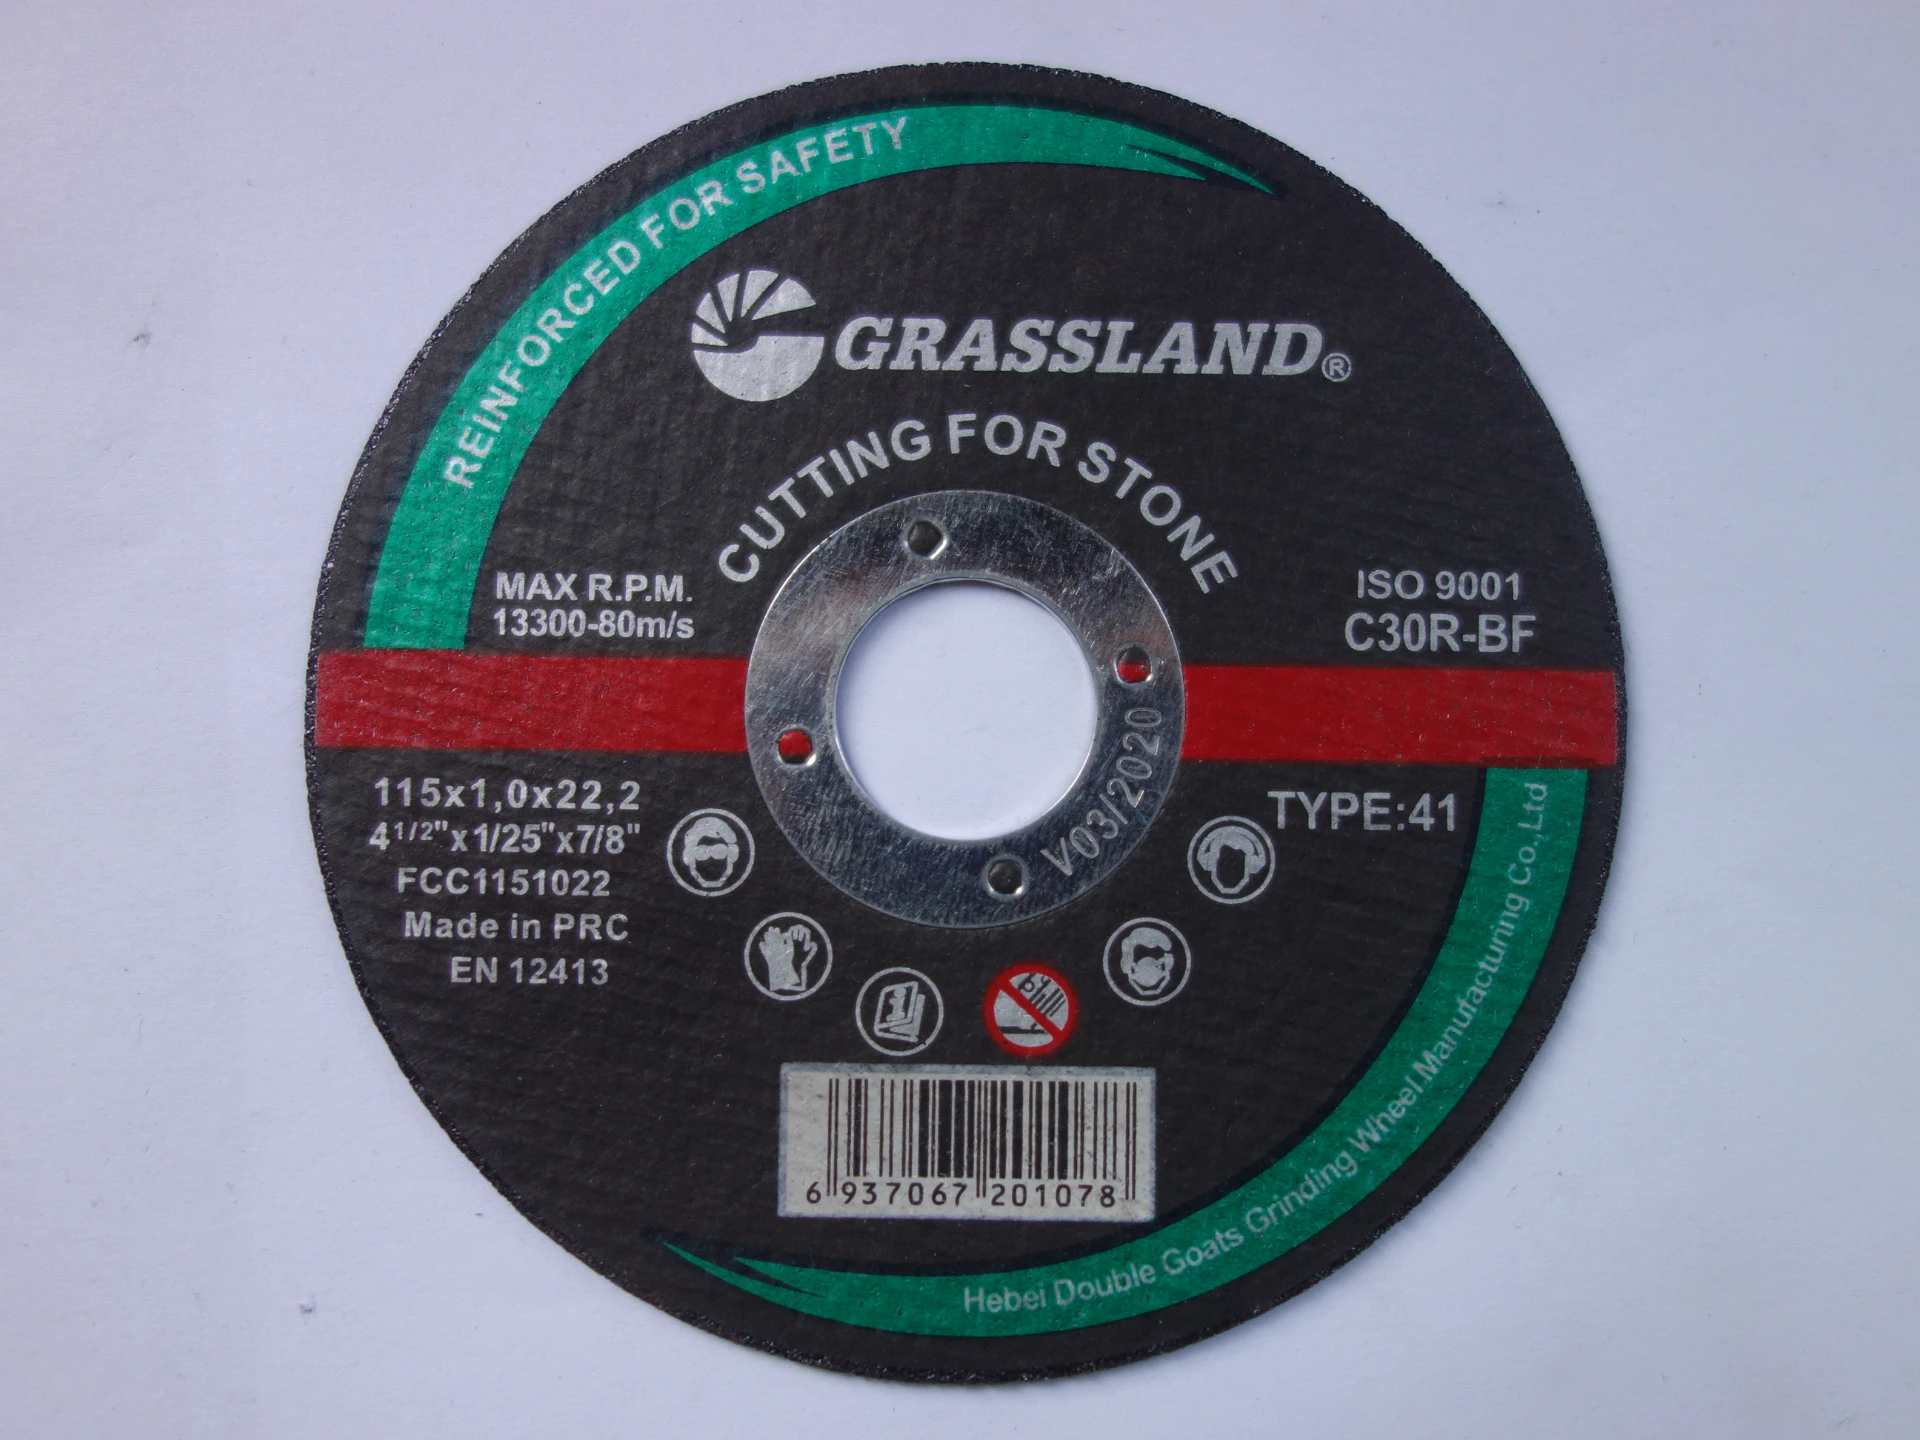 REINFORCED FOR SAFETY
GRASSLAND®
CUTTING FOR STONE
MAX R.P.M.
13300-80m/s
ISO 9001
C30R-BF
115x1,0x22,2
4 1/2"x1/25"x7/8"
FCC1151022
Made in PRC
EN 12413
V03/2020
TYPE:41
6 937067 201078
Hebei Double Goats Grinding Wheel Manufacturing Co.,Ltd